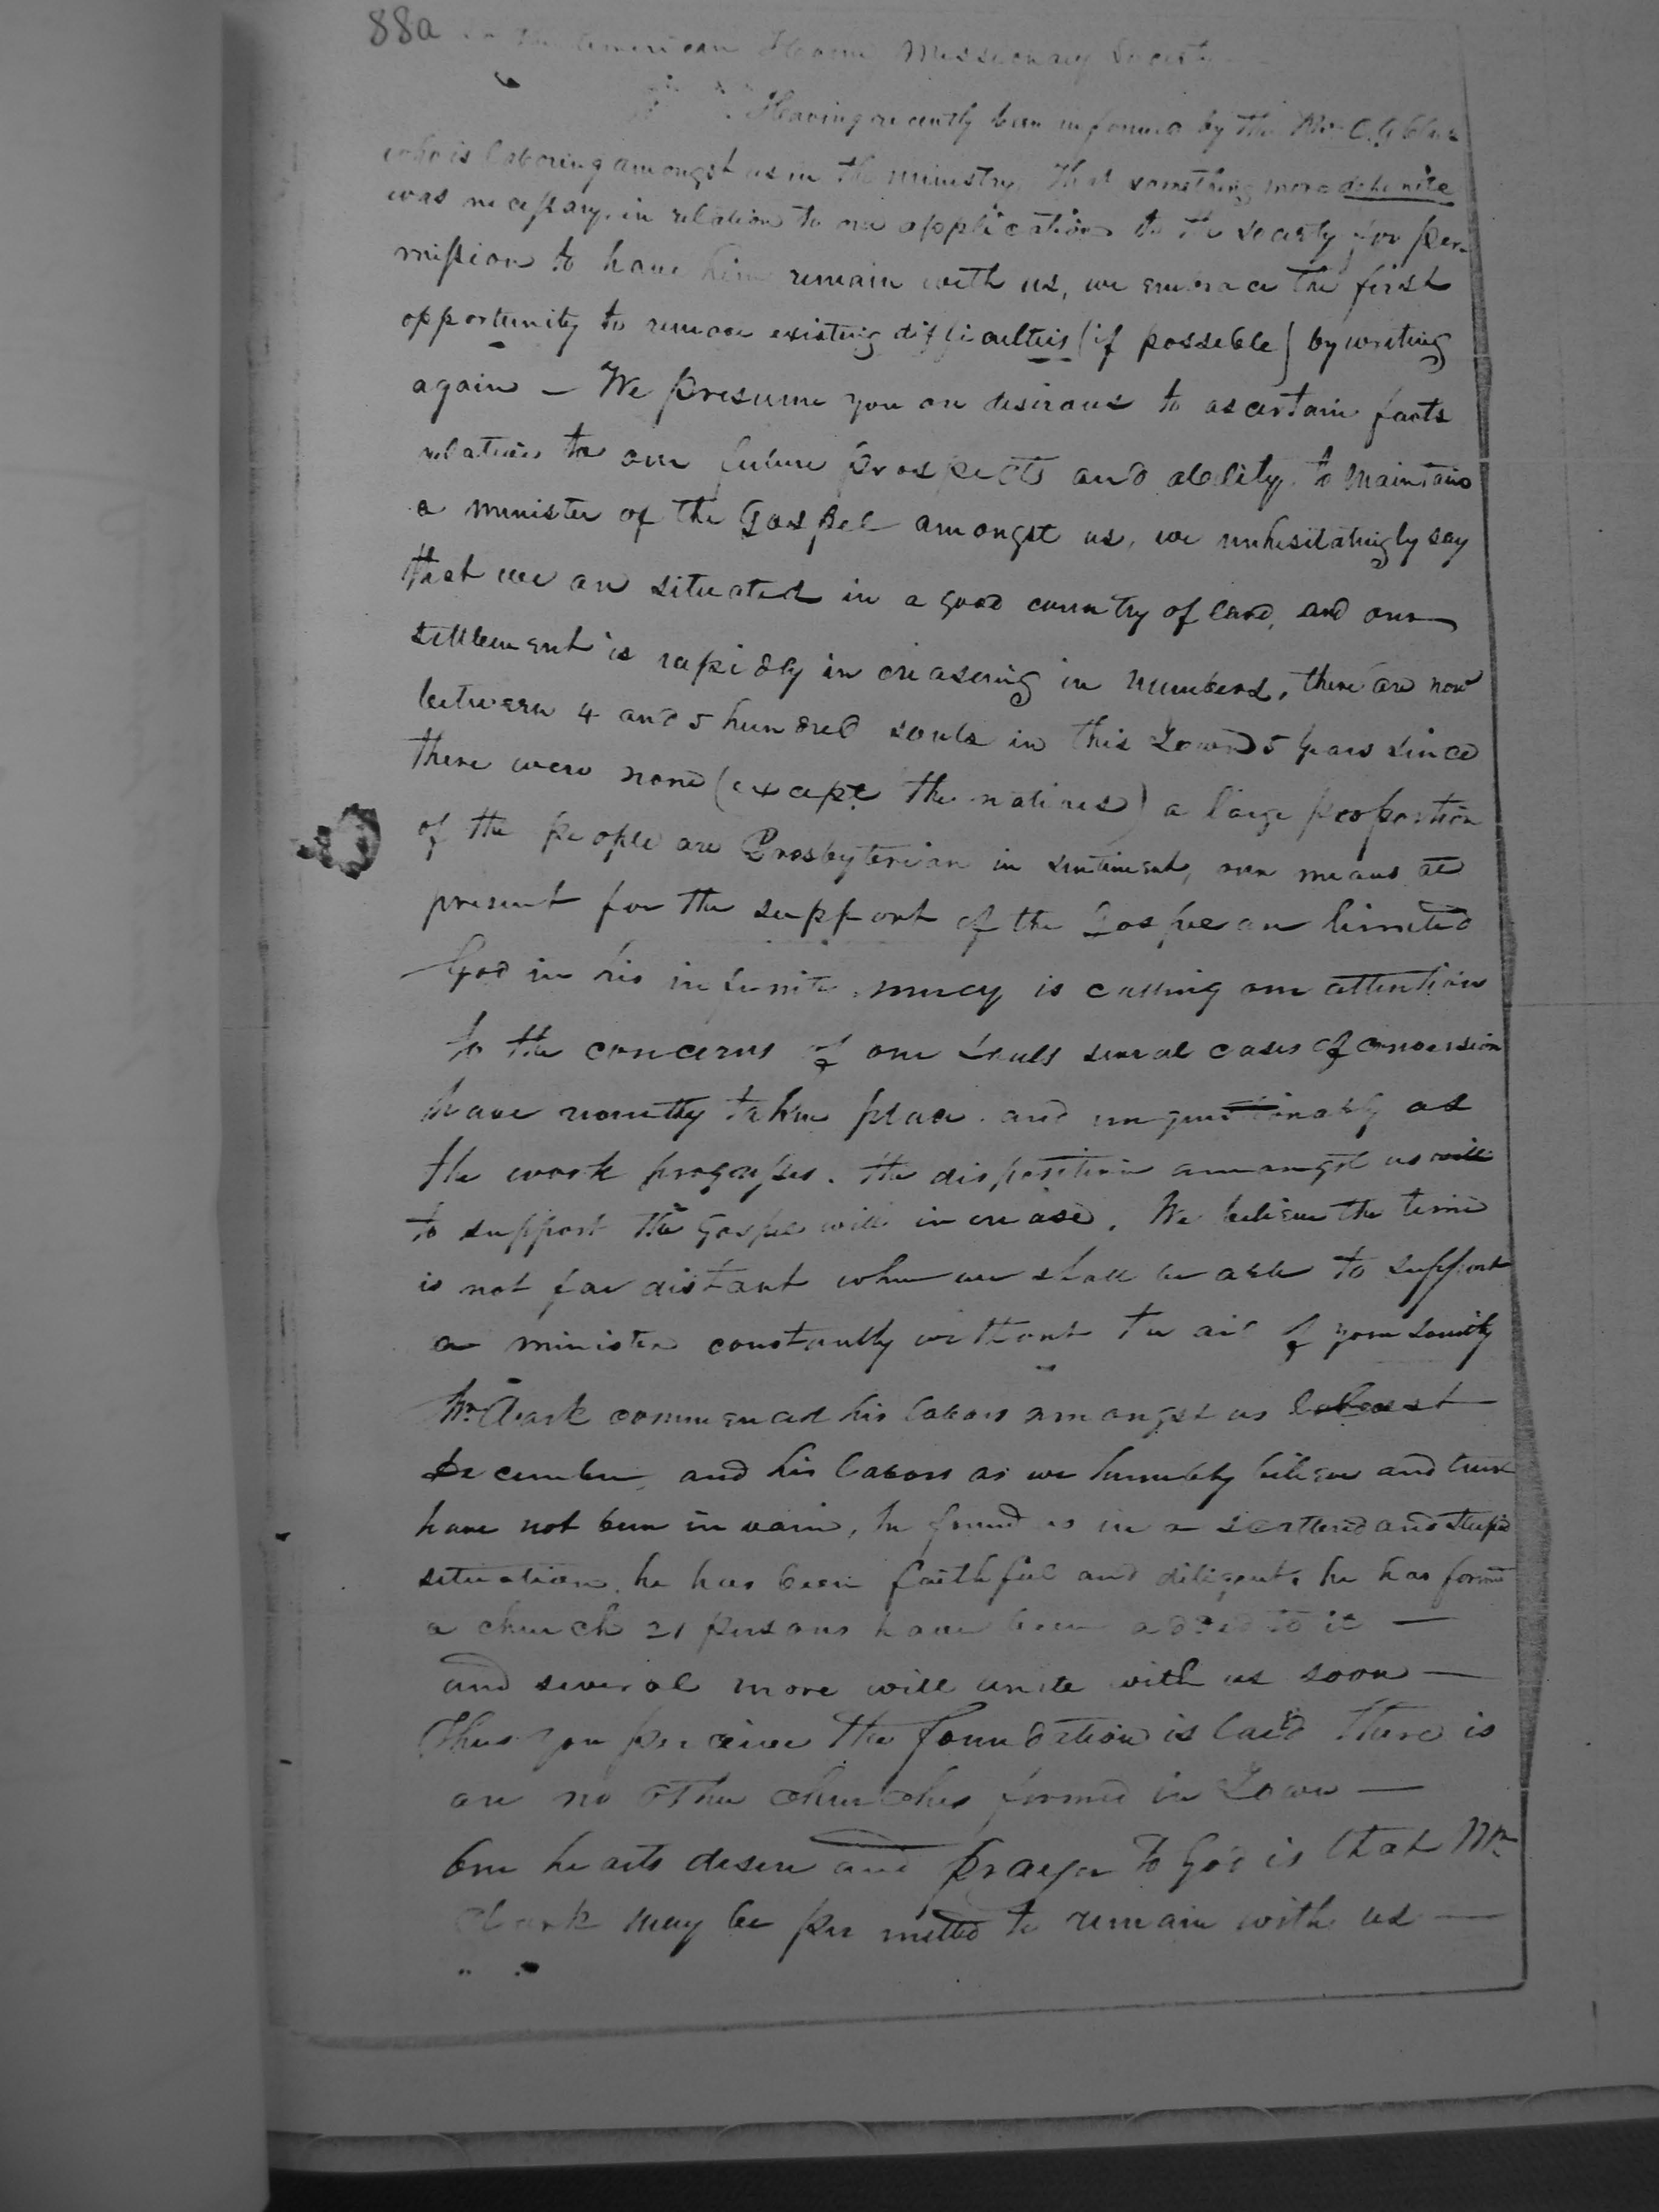 88a
American Home Missionary Society
Having recently been informed by the Rev C. G Clark
who is laboring amongst us in the ministry, that something more definite
was necessary, in relation to our application to the society for per-
mission to have him remain with us, we embrace the first
opportunity to remove existing difficulties (if possible) by writing
again — We presume you are desirous to ascertain facts
relative to our future prospects and ability to maintain
a minister of the Gospel amongst us, we unhesitatingly say
that we are situated in a good country of land, and our
settlement is rapidly increasing in numbers, there are now
between 4 and 5 hundred souls in this Town 5 years since
there were none (except the natives) a large proportion
of the people are Presbyterian in sentiment, our means at
present for the support of the Gospel are limited
God in his infinite mercy is calling our attention
to the concerns of our souls several cases of conversion
have recently taken place and unquestionably as
the work progresses. the disposition amongst us will
to support the Gospel will increase. We believe the time
is not far distant when we shall be able to support
a minister constantly without the aid of your society
Mr Clark commenced his labors amongst us last
December, and his labors as we humbly believe and trust
have not been in vain, he found us in a scattered and stupid
situation. he has been faithful and diligent, he has formed
a church 21 persons have been added to it —
and several more will unite with us soon —
Thus you perceive the foundation is laid there is
are no other churches formed in Town —
Our hearts desire and prayer to God is that Mr
Clark may be permitted to remain with us —